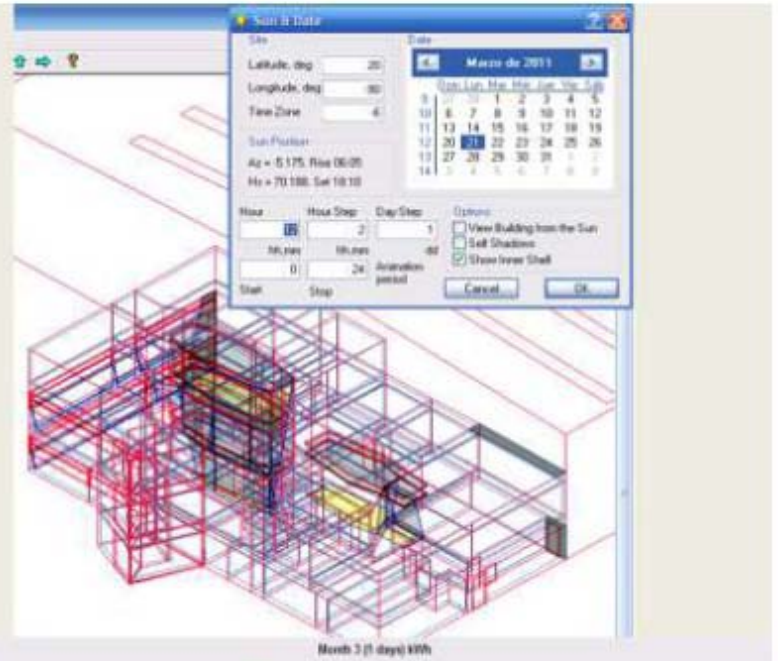 Sun & Date
Site
Latitude, deg 20
Longitude, deg -80
Time Zone -6
Sun Position
Az = -5.175, Rise 06:05
Hs = 70.188, Set 18:10
Date
Marzo de 2011
Dom Lun Mar Mié Jue Vie Sáb
9 27 28 1 2 3 4 5
10 6 7 8 9 10 11 12
11 13 14 15 16 17 18 19
12 20 21 22 23 24 25 26
13 27 28 29 30 31 1 2
14 3 4 5 6 7 8 9
Hour Hour Step Day Step
12 2 1
hh,mm hh,mm dd
0 24 Animation period
Start Stop
Options
View Building from the Sun
Self Shadows
Show Inner Shell
Cancel OK
Month 3 (1 days) kWh